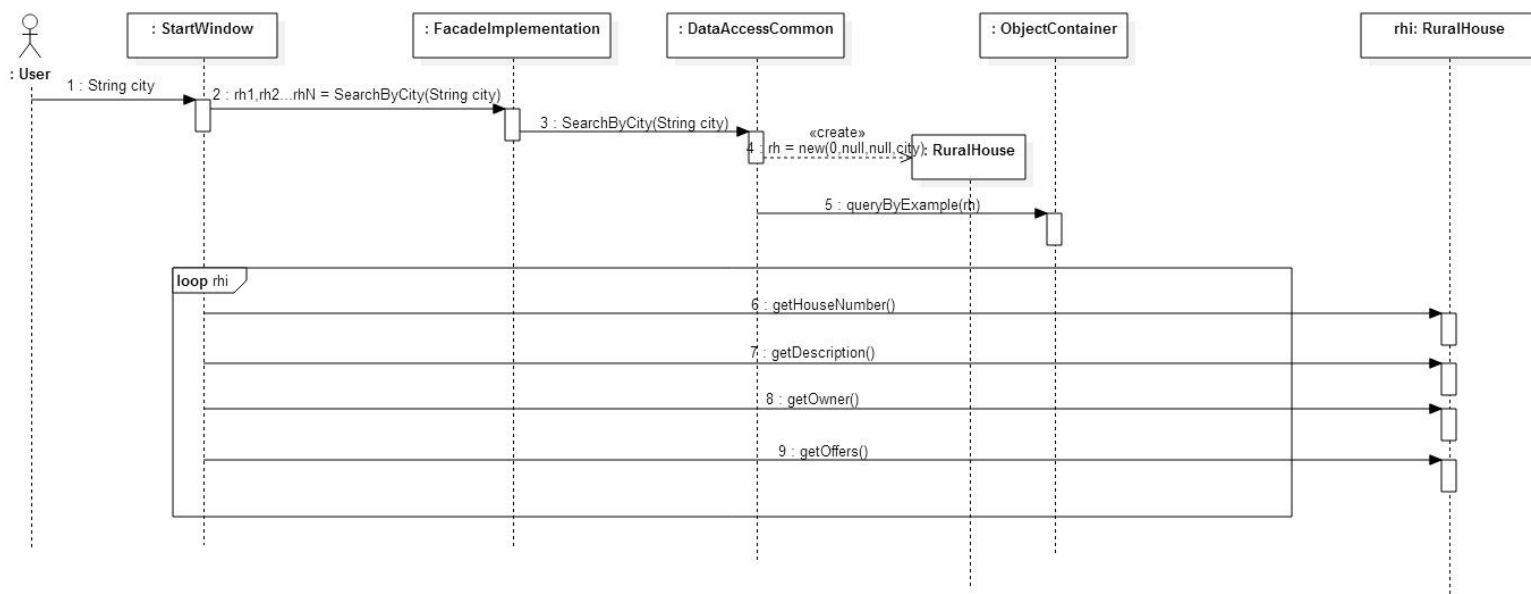 : StartWindow
: FacadeImplementation
: DataAccessCommon
: ObjectContainer
rhi: RuralHouse
: User
1 : String city
2 : rh1,rh2...rhN = SearchByCity(String city)
3 : SearchByCity(String city)
«create»
4 : rh = new(0,null,null,city)
: RuralHouse
5 : queryByExample(rh)
loop rhi
6 : getHouseNumber()
7 : getDescription()
8 : getOwner()
9 : getOffers()